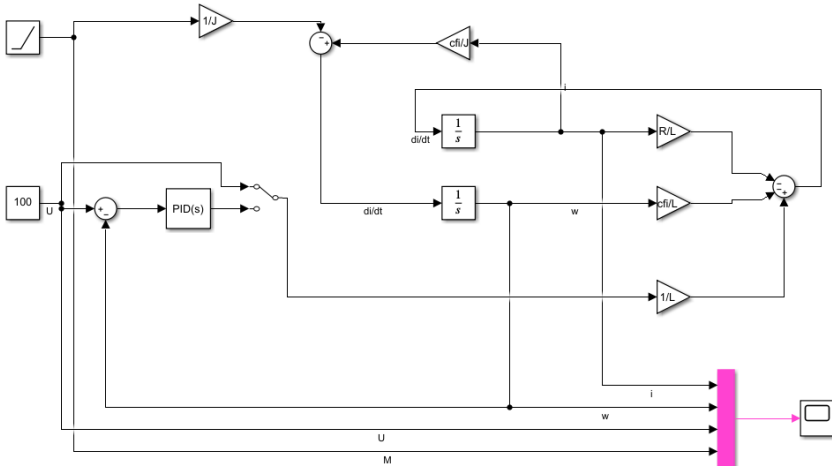 1/J
cfi/J
i
1
s
di/dt
R/L
100
U
PID(s)
di/dt
1
s
w
cfi/L
1/L
i
w
U
M